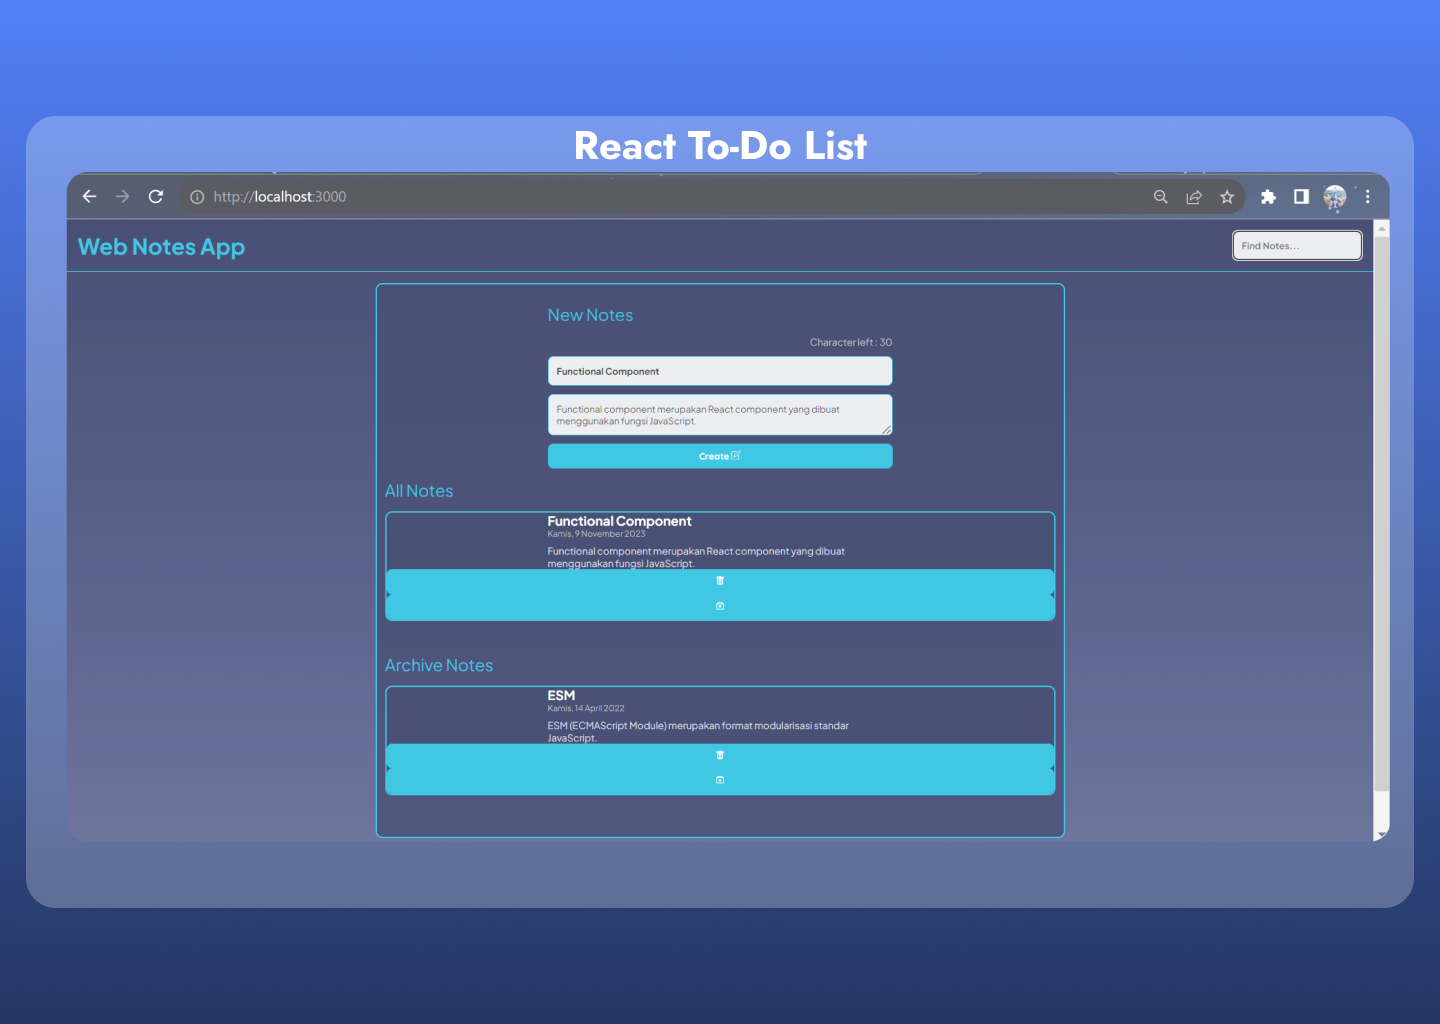 React To-Do List
http://localhost:3000
Web Notes App
Find Notes...
New Notes
Character left : 30
Functional Component
Functional component merupakan React component yang dibuat
menggunakan fungsi JavaScript.
Create
All Notes
Functional Component
Kamis, 9 November 2023
Functional component merupakan React component yang dibuat
menggunakan fungsi JavaScript.
Archive Notes
ESM
Kamis, 14 April 2022
ESM (ECMAScript Module) merupakan format modularisasi standar
JavaScript.